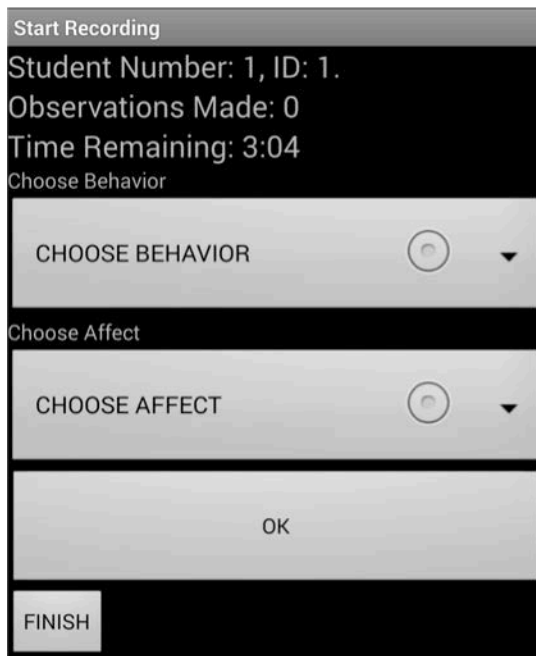 Start Recording
Student Number: 1, ID: 1.
Observations Made: 0
Time Remaining: 3:04
Choose Behavior
CHOOSE BEHAVIOR
Choose Affect
CHOOSE AFFECT
OK
FINISH